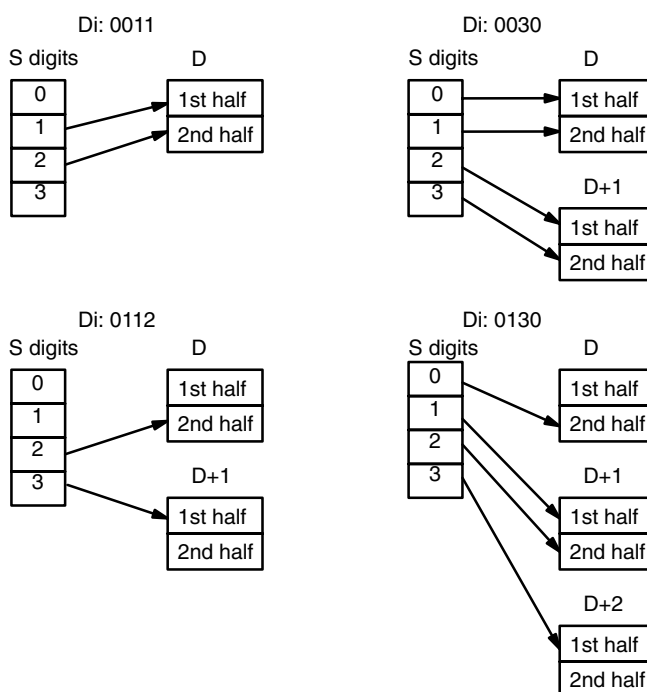 Di: 0011
S digits D
0
1
2
3
1st half
2nd half
Di: 0030
S digits D
0
1
2
3
1st half
2nd half
D+1
1st half
2nd half
Di: 0112
S digits D
0
1
2
3
1st half
2nd half
D+1
1st half
2nd half
Di: 0130
S digits D
0
1
2
3
1st half
2nd half
D+1
1st half
2nd half
D+2
1st half
2nd half